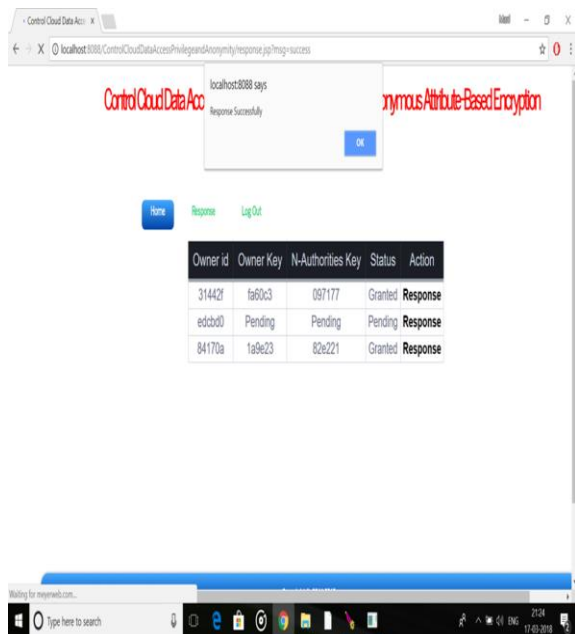 Control Cloud Data Acc x
localhost:8088/ControlCloudDataAccessPrivilegeandAnonymity/response.jsp?msg=success
localhost:8088 says
Response Successfully
OK
Control Cloud Data Acc onymous Attribute-Based Encryption
Home Response Log Out
Owner id Owner Key N-Authorities Key Status Action
31442f fa60c3 097177 Granted Response
edcbd0 Pending Pending Pending Response
84170a 1a9e23 82e221 Granted Response
Waiting for meyerweb.com...
Type here to search
ENG
21:24
17-03-2018